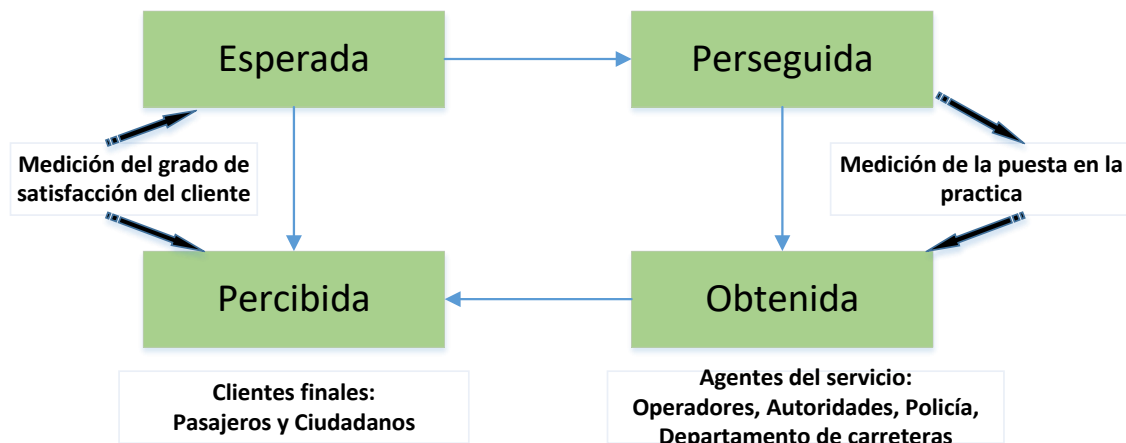 Esperada
Perseguida
Medición del grado de
satisfacción del cliente
Medición de la puesta en la
practica
Percibida
Obtenida
Clientes finales:
Pasajeros y Ciudadanos
Agentes del servicio:
Operadores, Autoridades, Policía,
Departamento de carreteras